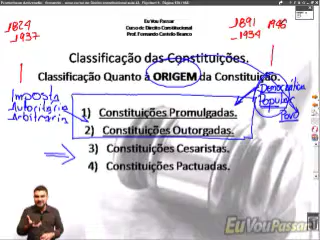 1824
1937
Eu Vou Passar
Curso de Direito Constitucional
Prof. Fernando Castelo Branco
1891 1946
1934
Classificação das Constituições.
Classificação Quanto à ORIGEM da Constituição.
Imposta
Autoritária
Arbitrária
Democrática
Popular
Povo
1) Constituições Promulgadas.
2) Constituições Outorgadas.
3) Constituições Cesaristas.
4) Constituições Pactuadas.
EuVouPassar